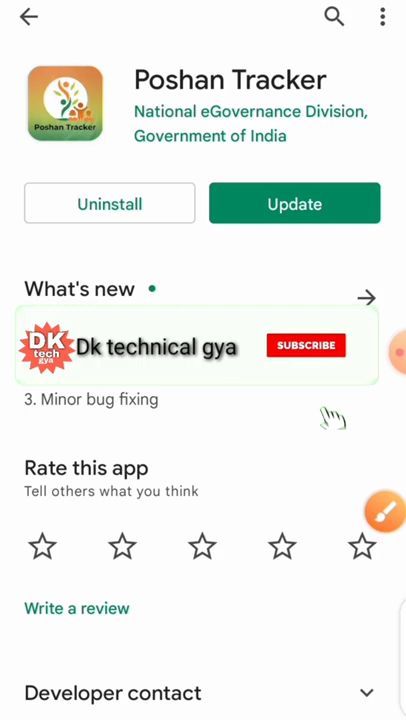 Poshan Tracker
Poshan Tracker
National eGovernance Division,
Government of India
Uninstall
Update
What's new
DK
tech
gya
Dk technical gya
SUBSCRIBE
3. Minor bug fixing
Rate this app
Tell others what you think
Write a review
Developer contact